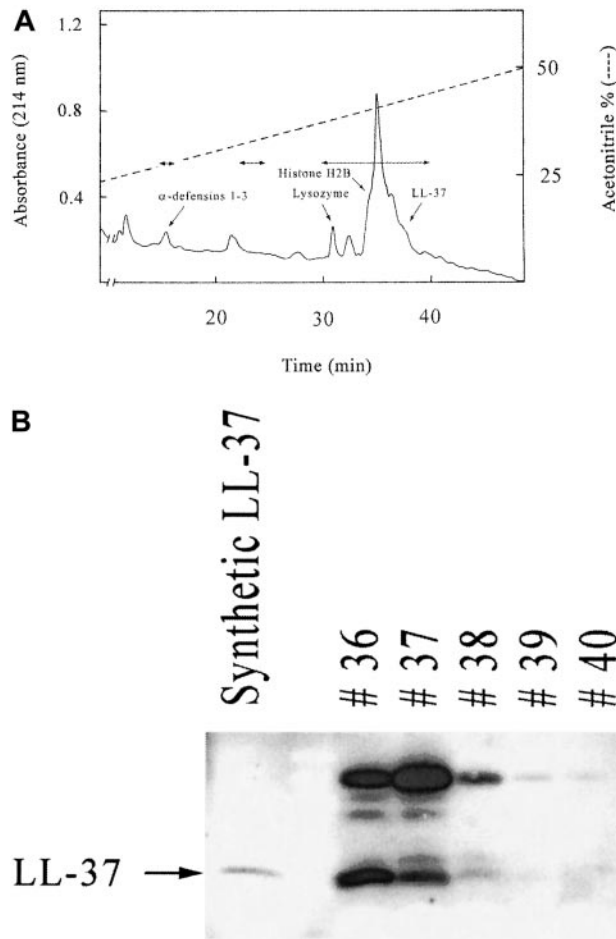 A
Absorbance (214 nm)
1.2
0.8
0.4
Acetonitrile % (----)
50
25
α-defensins 1-3
Histone H2B
Lysozyme
LL-37
20
30
40
Time (min)
B
Synthetic LL-37
# 36
# 37
# 38
# 39
# 40
LL-37